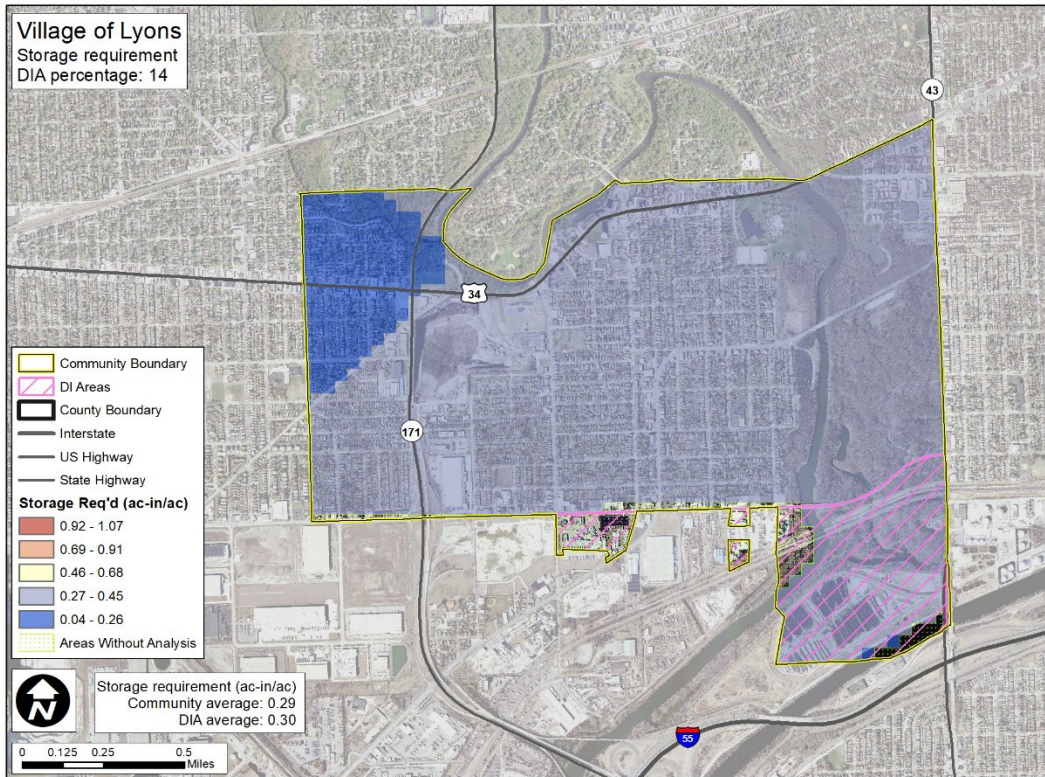 Village of Lyons
Storage requirement
DIA percentage: 14
43
34
171
55
Community Boundary
DI Areas
County Boundary
Interstate
US Highway
State Highway
Storage Req'd (ac-in/ac)
0.92 - 1.07
0.69 - 0.91
0.46 - 0.68
0.27 - 0.45
0.04 - 0.26
Areas Without Analysis
N
Storage requirement (ac-in/ac)
Community average: 0.29
DIA average: 0.30
0 0.125 0.25 0.5
Miles